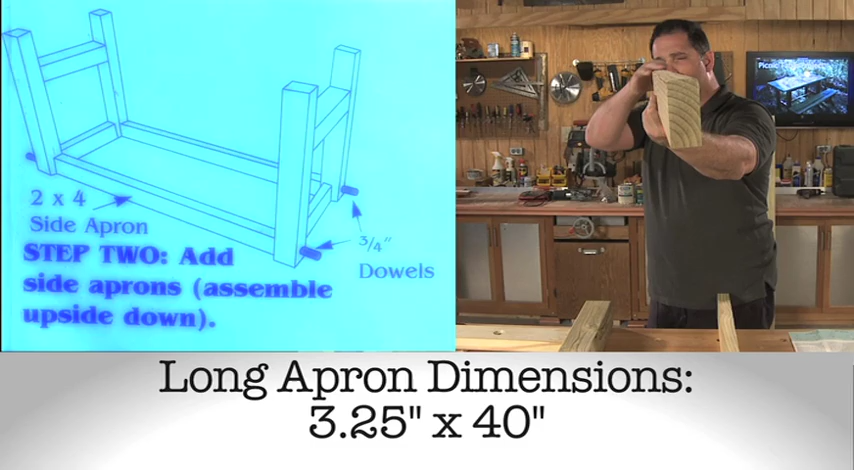 2 x 4
Side Apron
STEP TWO: Add
side aprons (assemble
upside down).
3/4"
Dowels
Long Apron Dimensions:
3.25" x 40"